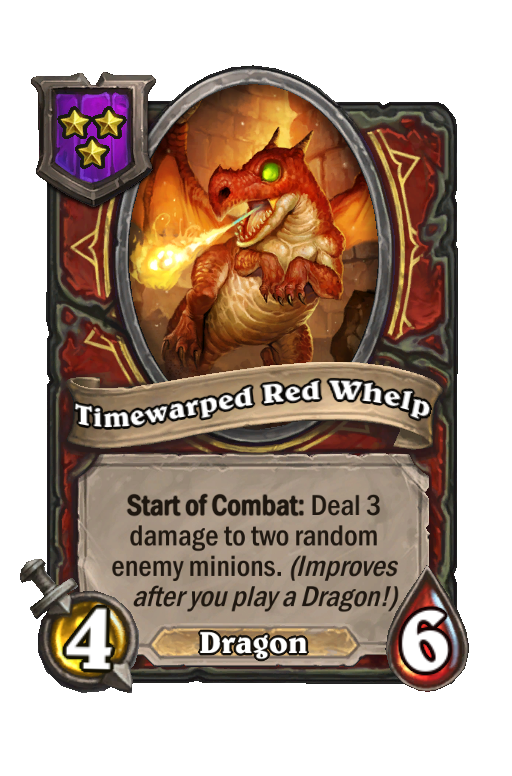 Timewarped Red Whelp
Start of Combat: Deal 3
damage to two random
enemy minions. (Improves
after you play a Dragon!)
4
Dragon
6